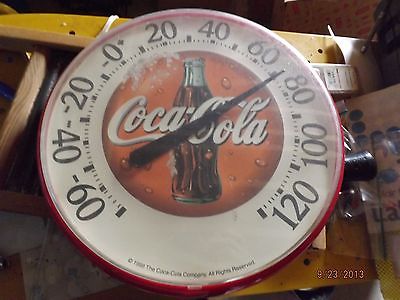 -60 -40 -20 0 20 40 60 80 100 120
Coca-Cola
© 1998 The Coca-Cola Company. All Rights Reserved.
9/23 2013